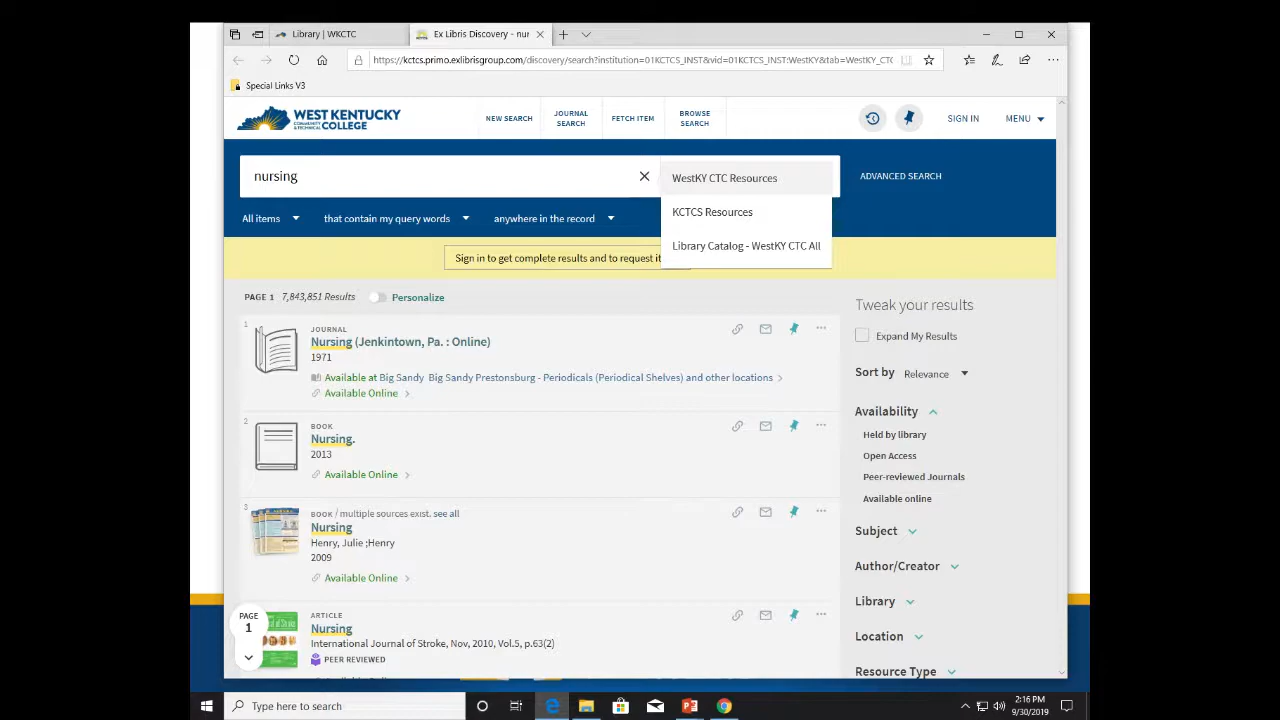 Library | WKCTC
Ex Libris Discovery - nur
https://kctcs.primo.exlibrisgroup.com/discovery/search?institution=01KCTCS_INST&vid=01KCTCS_INST:WestKY&tab=WestKY_CTC
Special Links V3
WEST KENTUCKY
COMMUNITY & TECHNICAL COLLEGE
NEW SEARCH
JOURNAL SEARCH
FETCH ITEM
BROWSE SEARCH
SIGN IN
MENU
nursing
WestKY CTC Resources
ADVANCED SEARCH
KCTCS Resources
Library Catalog - WestKY CTC All
All items
that contain my query words
anywhere in the record
Sign in to get complete results and to request it
PAGE 1 7,843,851 Results Personalize
1
JOURNAL
Nursing (Jenkintown, Pa. : Online)
1971
Available at Big Sandy Big Sandy Prestonsburg - Periodicals (Periodical Shelves) and other locations
Available Online
2
BOOK
Nursing.
2013
Available Online
3
BOOK / multiple sources exist. see all
Nursing
Henry, Julie ;Henry
2009
Available Online
ARTICLE
Nursing
International Journal of Stroke, Nov, 2010, Vol.5, p.63(2)
PEER REVIEWED
PAGE
1
Tweak your results
Expand My Results
Sort by Relevance
Availability
Held by library
Open Access
Peer-reviewed Journals
Available online
Subject
Author/Creator
Library
Location
Resource Type
Type here to search
2:16 PM
9/30/2019